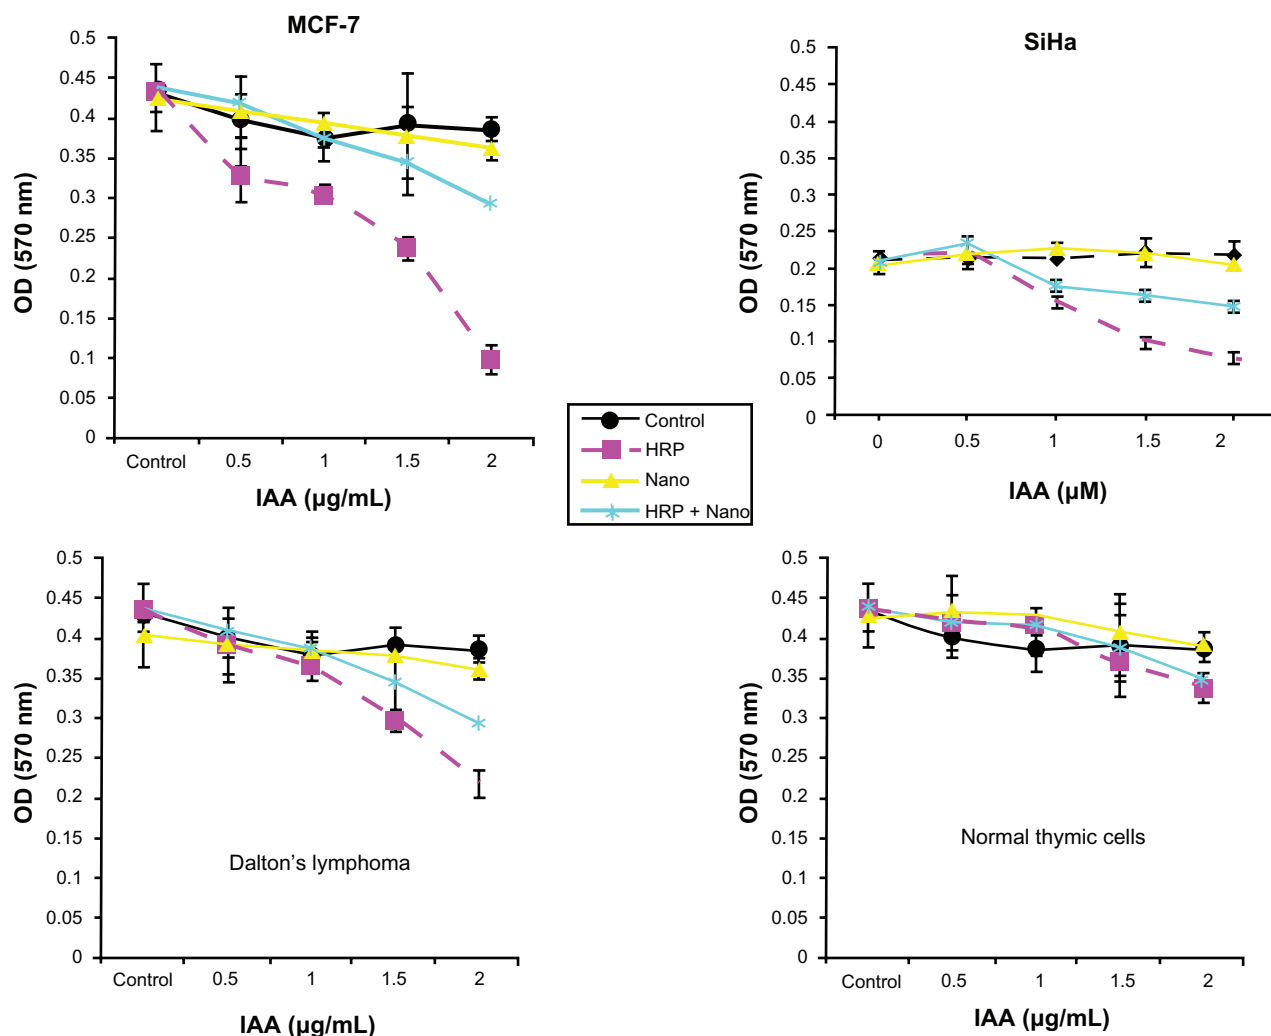 MCF-7
0.5
0.45
0.4
0.35
0.3
0.25
0.2
0.15
0.1
0.05
0
OD (570 nm)
Control 0.5 1 1.5 2
IAA (µg/mL)
SiHa
0.5
0.45
0.4
0.35
0.3
0.25
0.2
0.15
0.1
0.05
0
OD (570 nm)
0 0.5 1 1.5 2
IAA (µM)
Control
HRP
Nano
HRP + Nano
0.5
0.45
0.4
0.35
0.3
0.25
0.2
0.15
0.1
0.05
0
OD (570 nm)
Dalton’s lymphoma
Control 0.5 1 1.5 2
IAA (µg/mL)
0.5
0.45
0.4
0.35
0.3
0.25
0.2
0.15
0.1
0.05
0
OD (570 nm)
Normal thymic cells
Control 0.5 1 1.5 2
IAA (µg/mL)